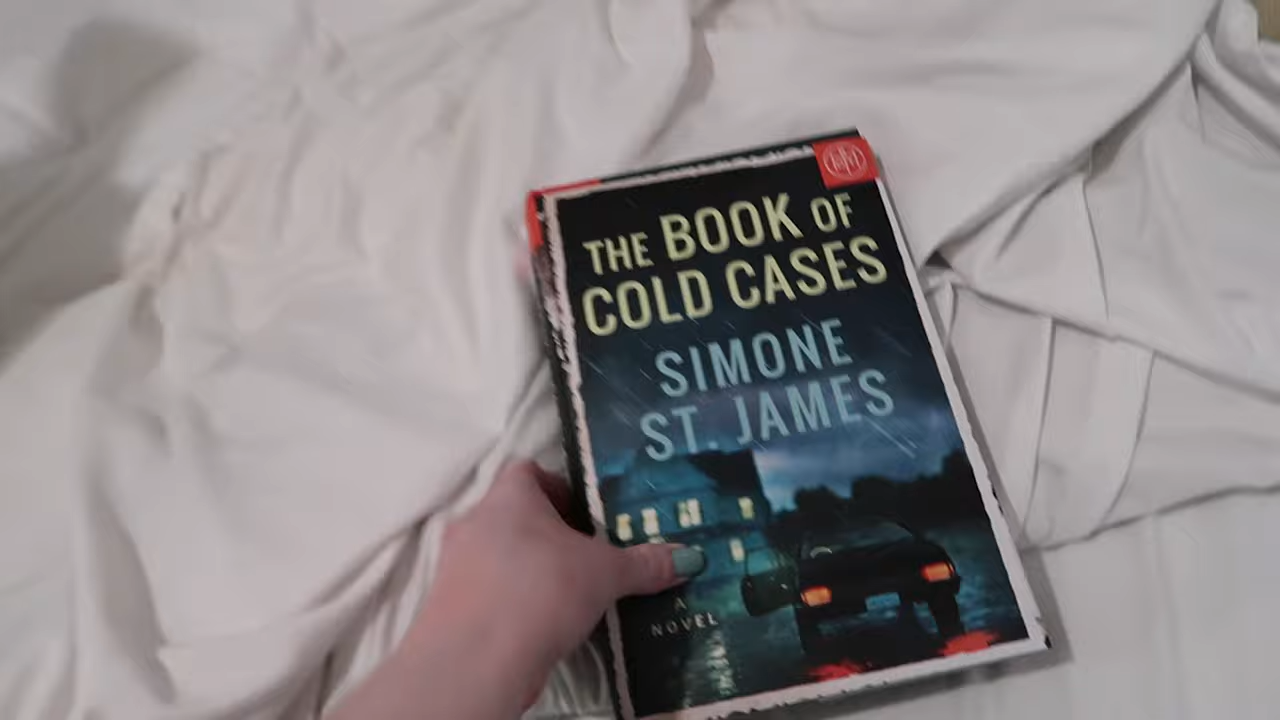 THE BOOK OF
COLD CASES
SIMONE
ST. JAMES
A
NOVEL